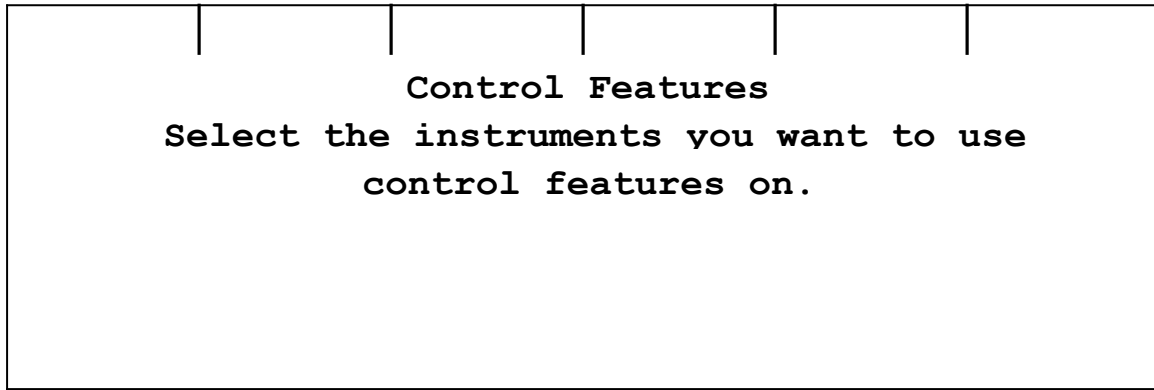 Control Features
Select the instruments you want to use
control features on.